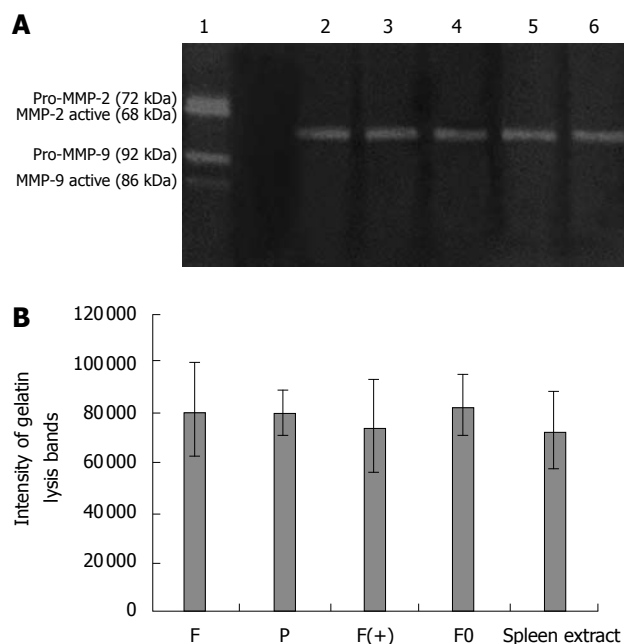 A
1 2 3 4 5 6
Pro-MMP-2 (72 kDa)
MMP-2 active (68 kDa)
Pro-MMP-9 (92 kDa)
MMP-9 active (86 kDa)
B
120 000
100 000
80 000
60 000
40 000
20 000
0
Intensity of gelatin
lysis bands
F P F(+) F0 Spleen extract